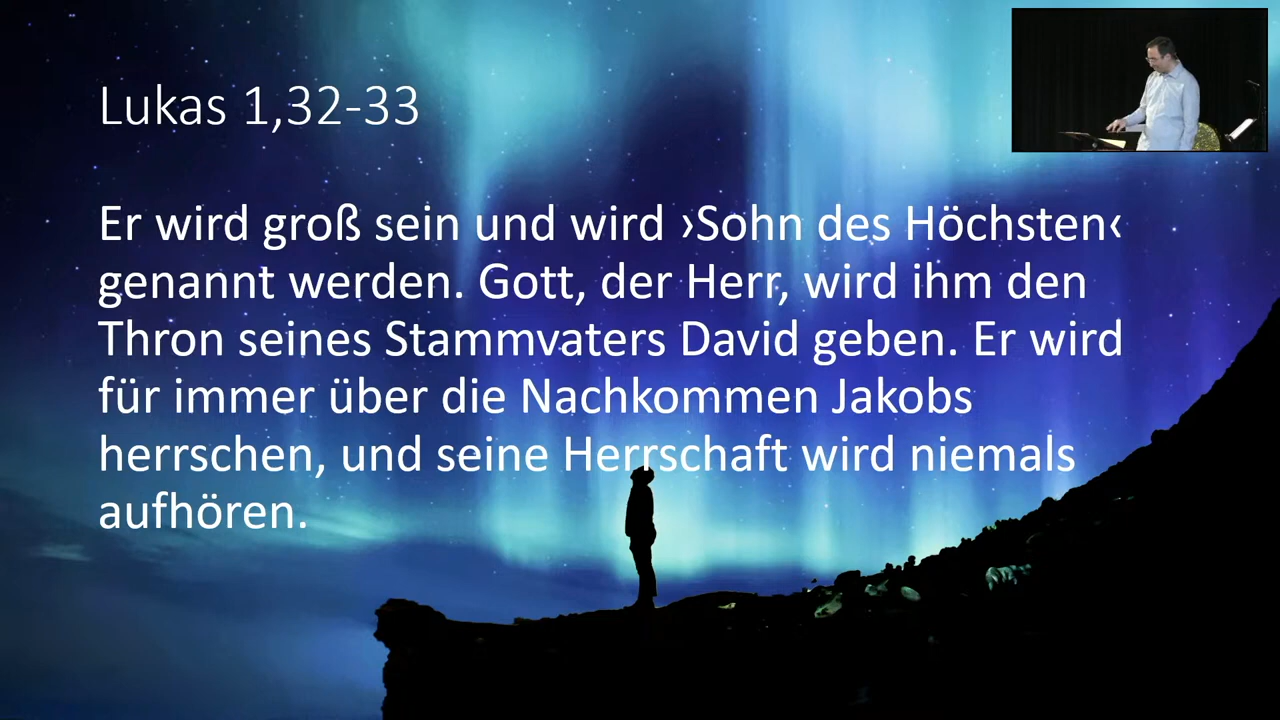 Lukas 1,32-33
Er wird groß sein und wird ›Sohn des Höchsten‹
genannt werden. Gott, der Herr, wird ihm den
Thron seines Stammvaters David geben. Er wird
für immer über die Nachkommen Jakobs
herrschen, und seine Herrschaft wird niemals
aufhören.